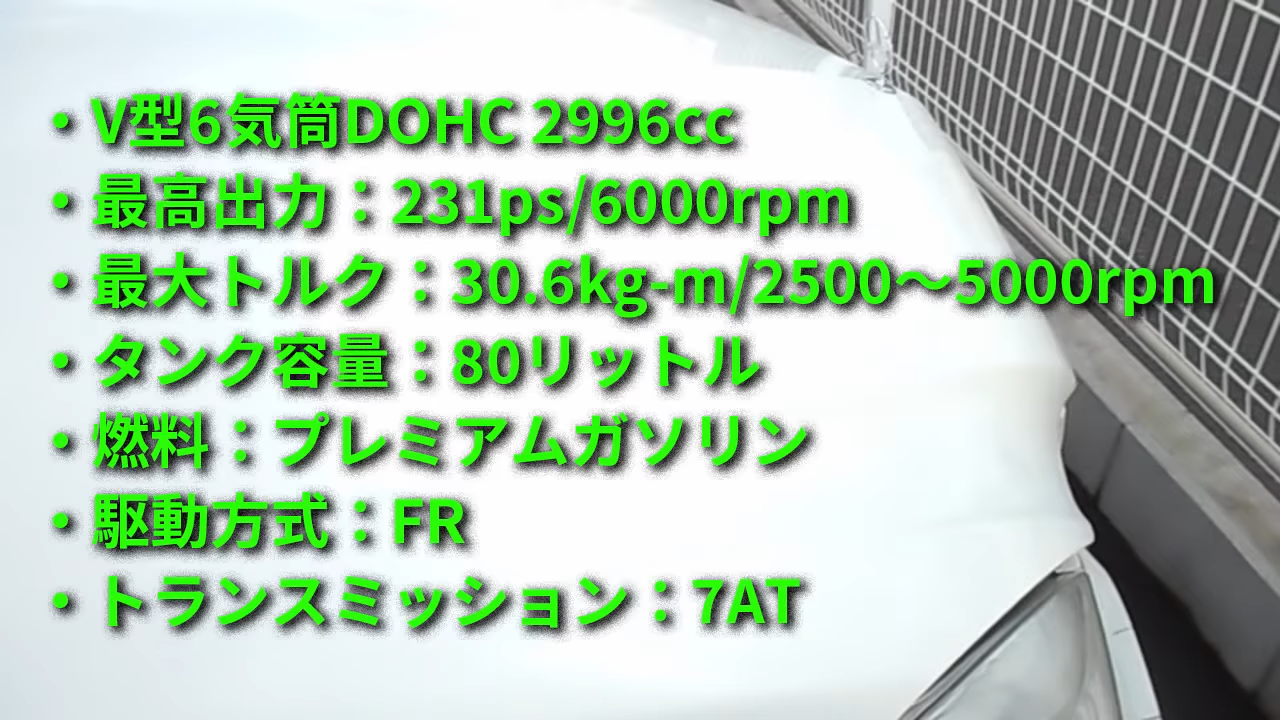 ・V型6気筒DOHC 2996cc
・最高出力：231ps/6000rpm
・最大トルク：30.6kg-m/2500～5000rpm
・タンク容量：80リットル
・燃料：プレミアムガソリン
・駆動方式：FR
・トランスミッション：7AT